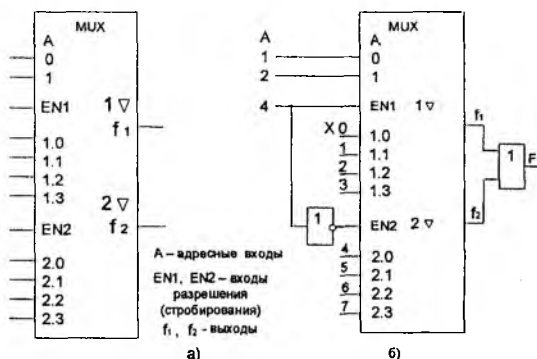 MUX
A
0
1
EN1
1 ▽
f₁
1.0
1.1
1.2
1.3
2 ▽
EN2
f₂
2.0
2.1
2.2
2.3
А – адресные входы
EN1, EN2 – входы
разрешения
(стробирования)
f₁ , f₂ - выходы
а)
MUX
A
A
1
0
2
1
4
EN1
1 ▽
f₁
X 0
1.0
1
1.1
2
1.2
3
1.3
1
F
1
EN2
2 ▽
f₂
4
2.0
5
2.1
6
2.2
7
2.3
б)